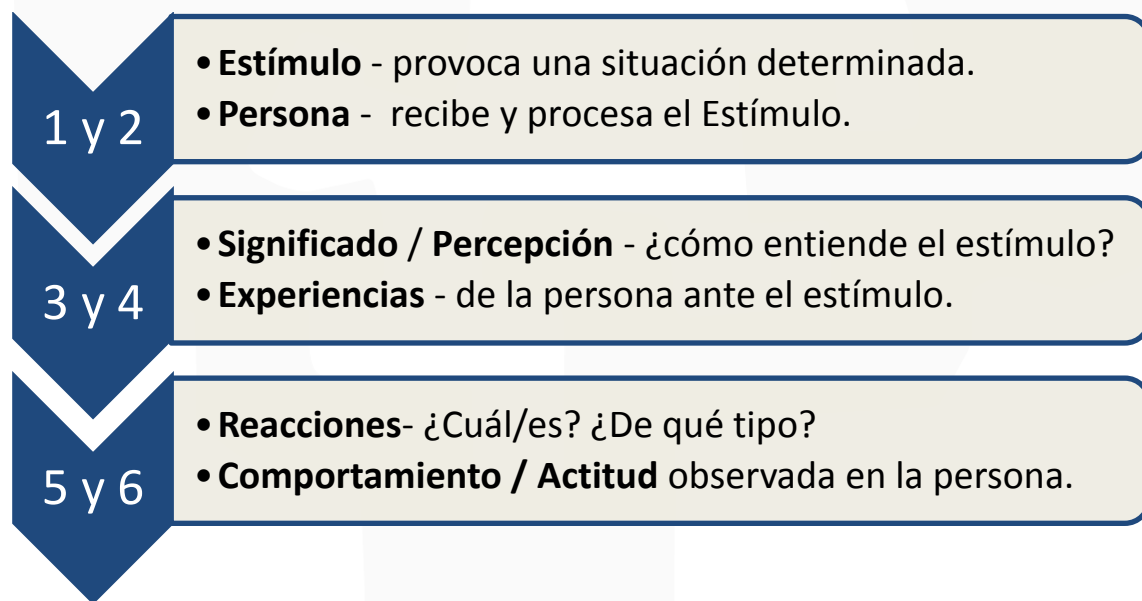 1 y 2
• Estímulo - provoca una situación determinada.
• Persona - recibe y procesa el Estímulo.
3 y 4
• Significado / Percepción - ¿cómo entiende el estímulo?
• Experiencias - de la persona ante el estímulo.
5 y 6
• Reacciones- ¿Cuál/es? ¿De qué tipo?
• Comportamiento / Actitud observada en la persona.